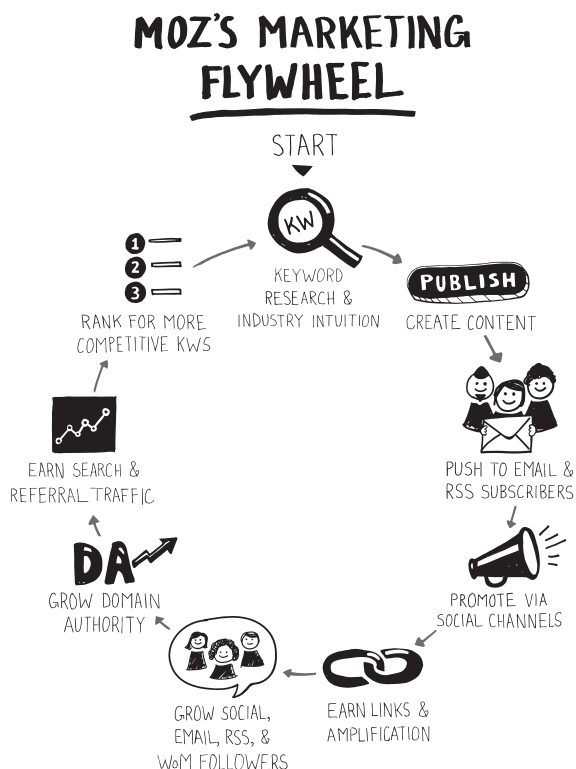 MOZ'S MARKETING
FLYWHEEL
START
KW
KEYWORD
RESEARCH &
INDUSTRY INTUITION
PUBLISH
CREATE CONTENT
PUSH TO EMAIL &
RSS SUBSCRIBERS
PROMOTE VIA
SOCIAL CHANNELS
EARN LINKS &
AMPLIFICATION
GROW SOCIAL,
EMAIL, RSS, &
WoM FOLLOWERS
DA
GROW DOMAIN
AUTHORITY
EARN SEARCH &
REFERRAL TRAFFIC
1
2
3
RANK FOR MORE
COMPETITIVE KWS